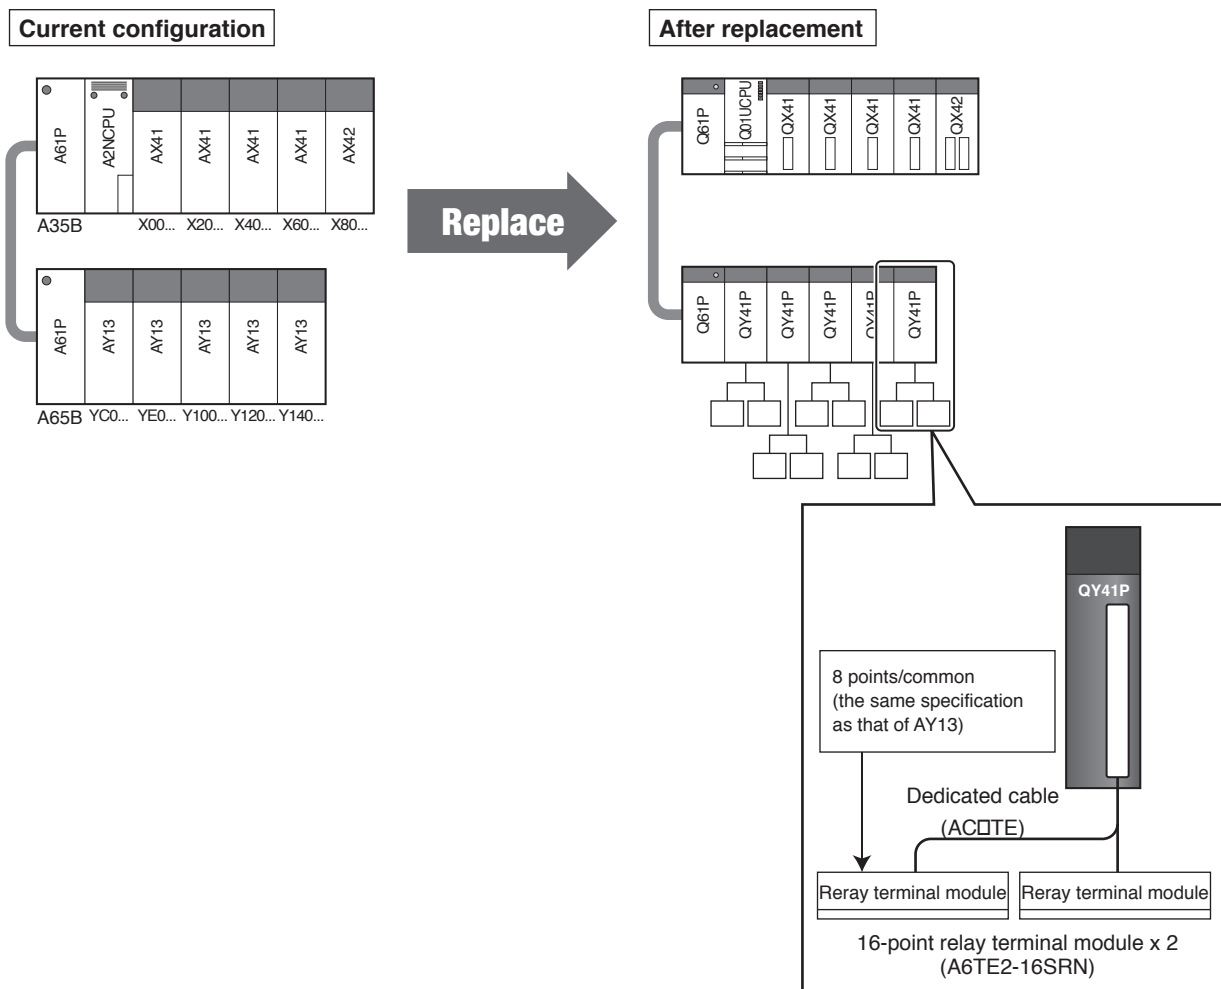 Current configuration
After replacement
A61P
A2NCPU
AX41
AX41
AX41
AX41
AX42
A35B
X00... X20... X40... X60... X80...
A61P
AY13
AY13
AY13
AY13
AY13
A65B YC0... YE0... Y100... Y120... Y140...
Replace
Q61P
Q01UCPU
QX41
QX41
QX41
QX41
QX42
Q61P
QY41P
QY41P
QY41P
QY41P
QY41P
QY41P
8 points/common
(the same specification
as that of AY13)
Dedicated cable
(AC□TE)
Reray terminal module
Reray terminal module
16-point relay terminal module x 2
(A6TE2-16SRN)